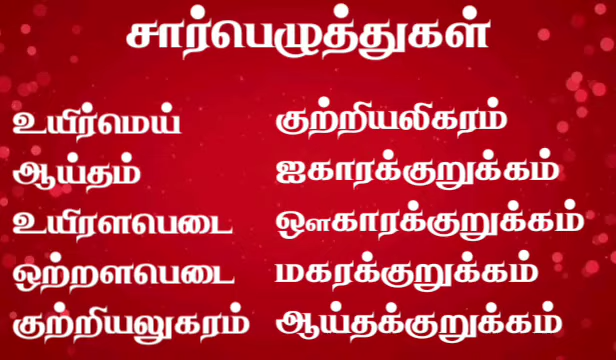 சார்பெழுத்துகள்
உயிர்மெய்
ஆய்தம்
உயிரளபெடை
ஒற்றளபெடை
குற்றியலுகரம்
குற்றியலிகரம்
ஐகாரக்குறுக்கம்
ஔகாரக்குறுக்கம்
மகரக்குறுக்கம்
ஆய்தக்குறுக்கம்